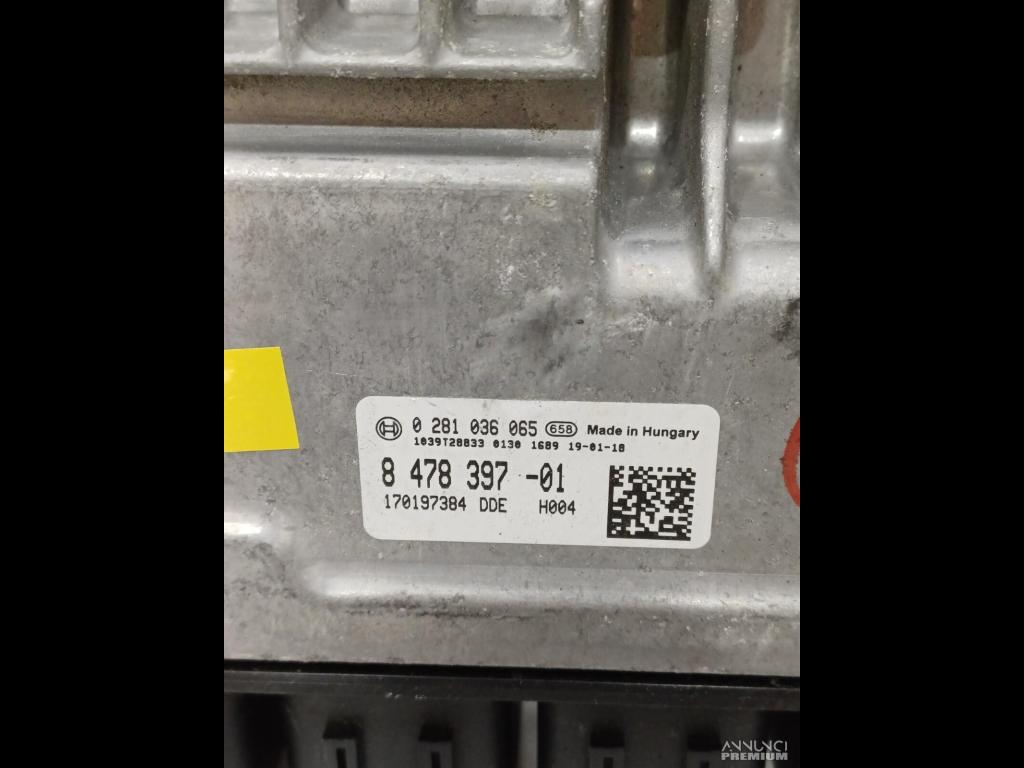 0 281 036 065 658 Made in Hungary
1039T28833 0130 1689 19-01-18
8 478 397 -01
170197384 DDE H004
ANNUNCI
PREMIUM